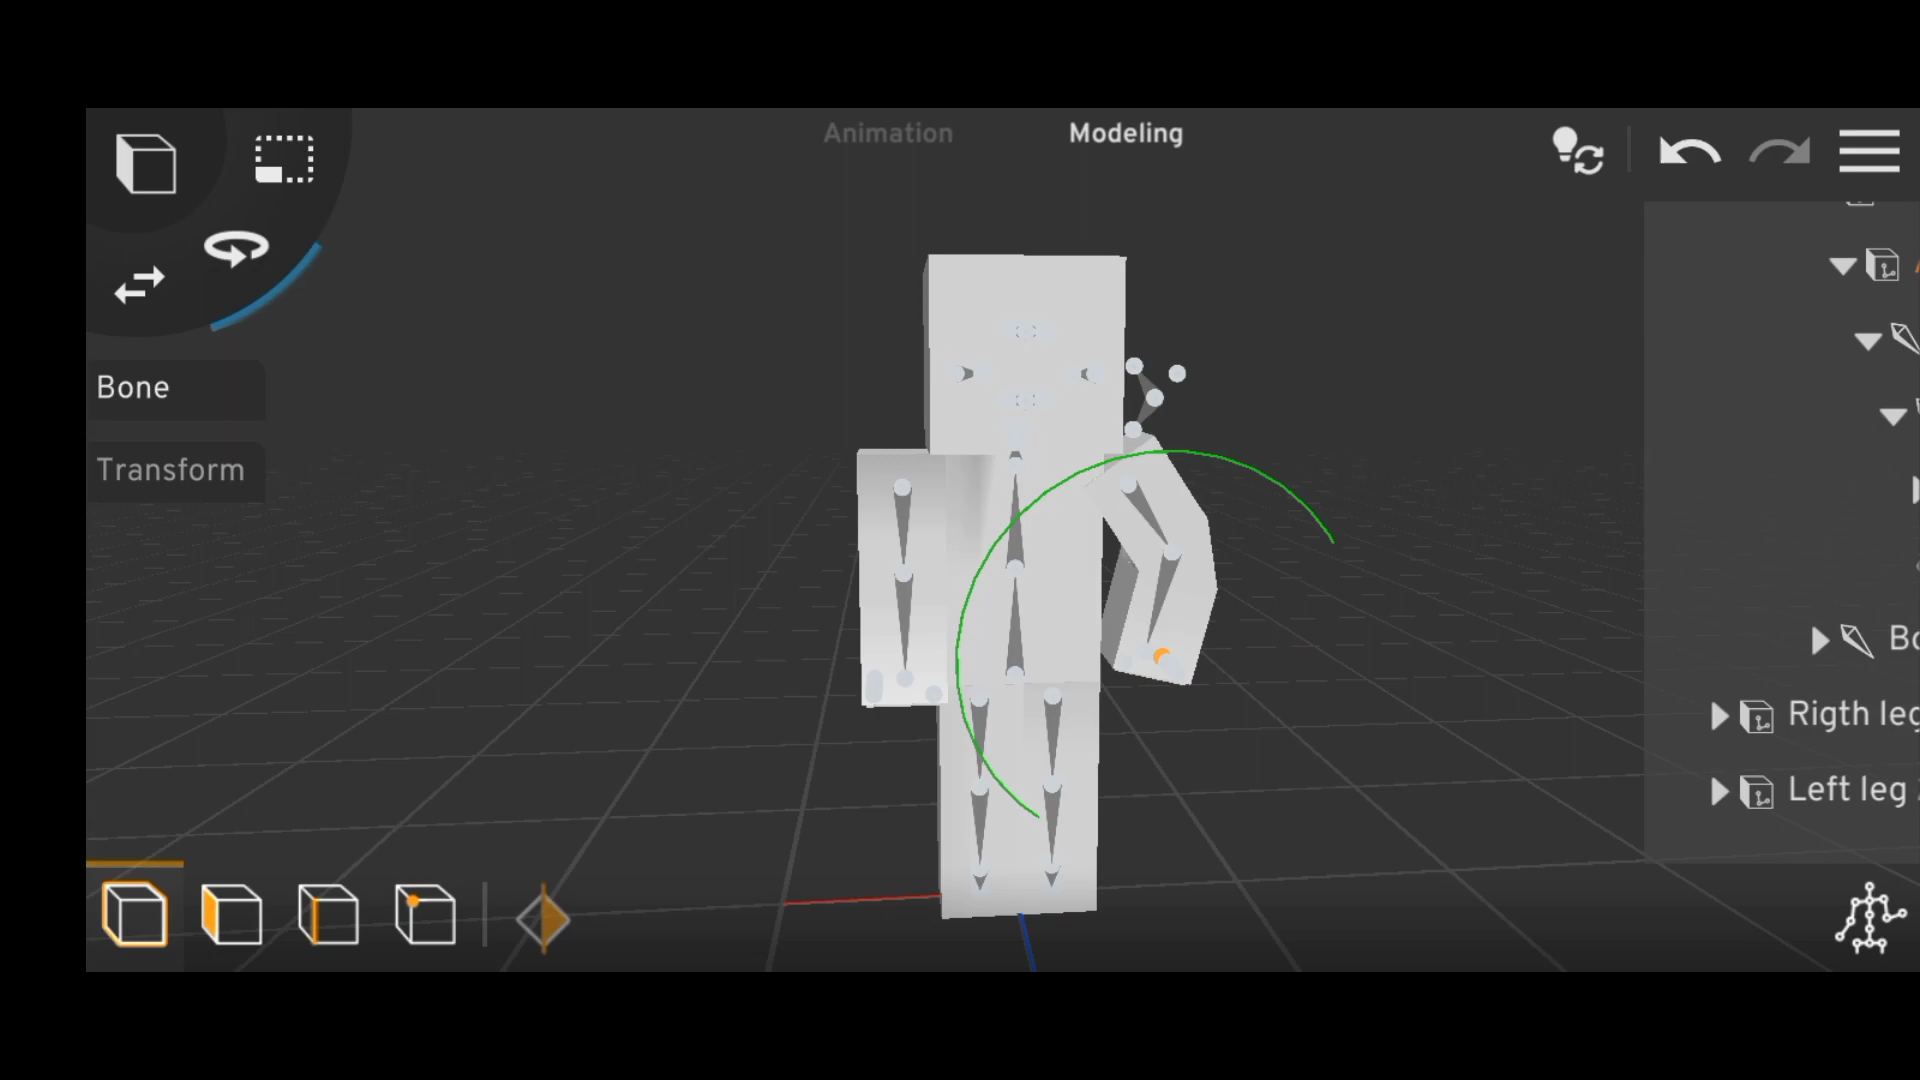 Animation Modeling
Bone
Transform
Rigth leg
Left leg